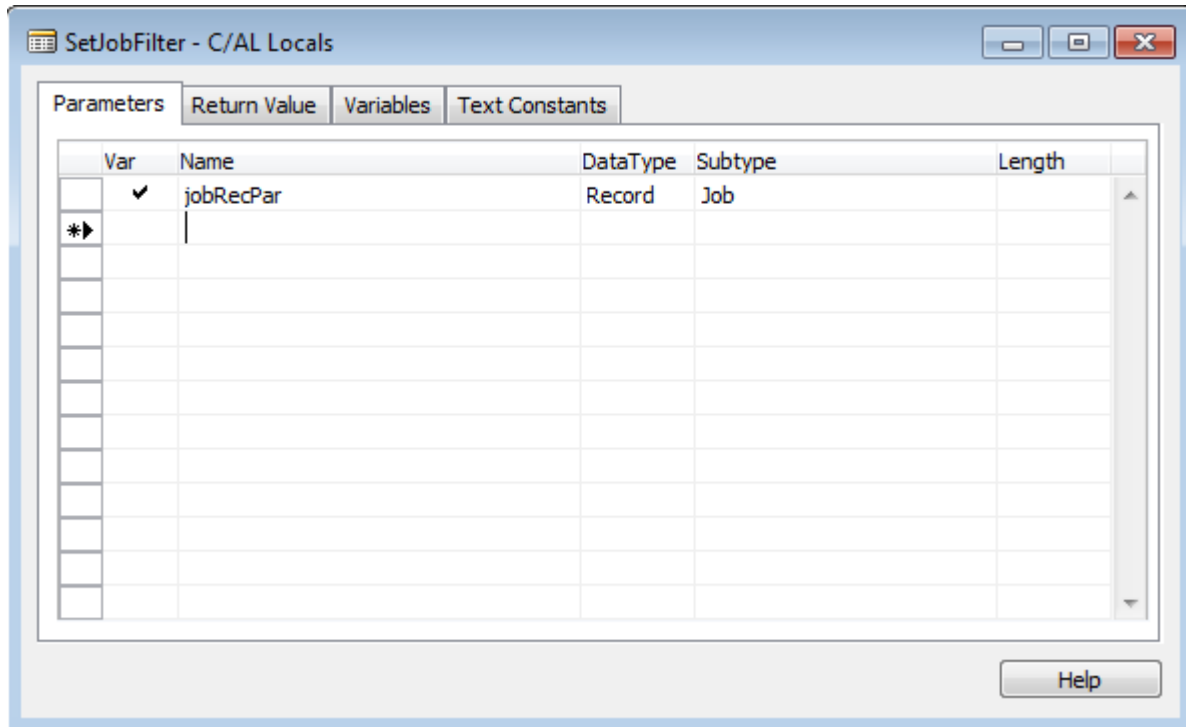 SetJobFilter - C/AL Locals
Parameters Return Value Variables Text Constants
Var Name DataType Subtype Length
jobRecPar Record Job
Help